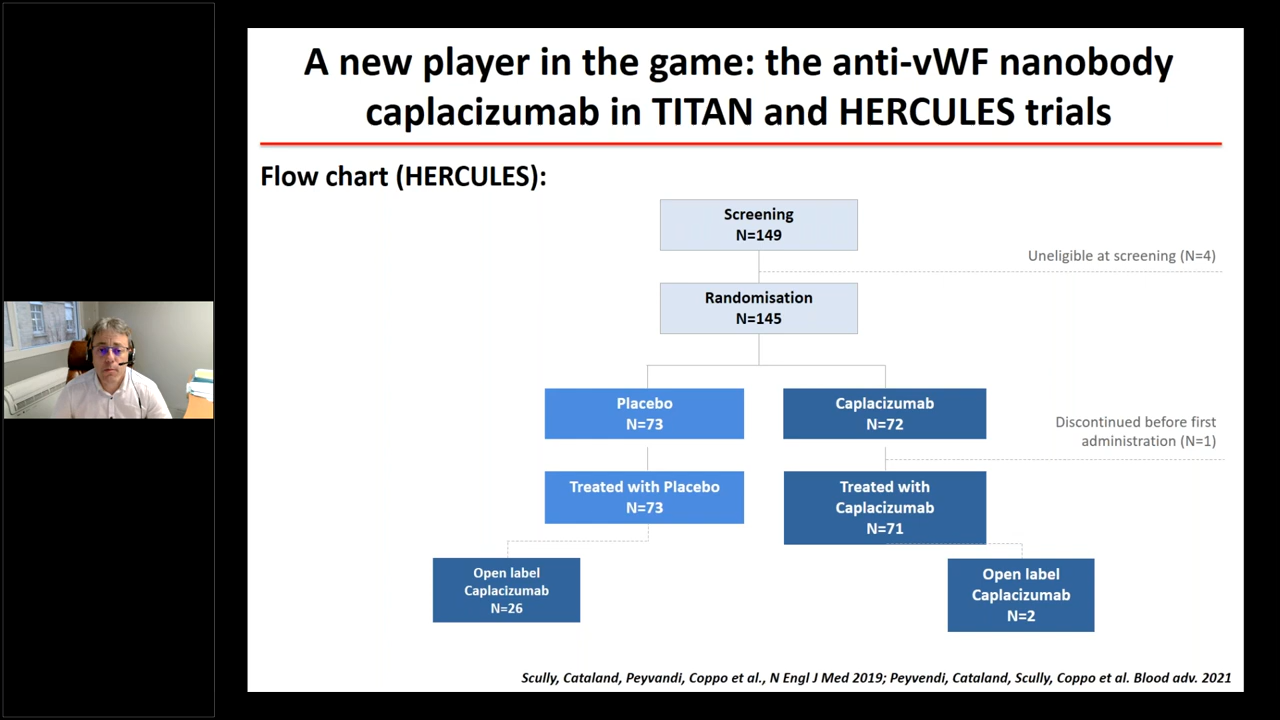 A new player in the game: the anti-vWF nanobody
caplacizumab in TITAN and HERCULES trials
Flow chart (HERCULES):
Screening
N=149
Uneligible at screening (N=4)
Randomisation
N=145
Placebo
N=73
Caplacizumab
N=72
Discontinued before first
administration (N=1)
Treated with Placebo
N=73
Treated with
Caplacizumab
N=71
Open label
Caplacizumab
N=26
Open label
Caplacizumab
N=2
Scully, Cataland, Peyvandi, Coppo et al., N Engl J Med 2019; Peyvendi, Cataland, Scully, Coppo et al. Blood adv. 2021